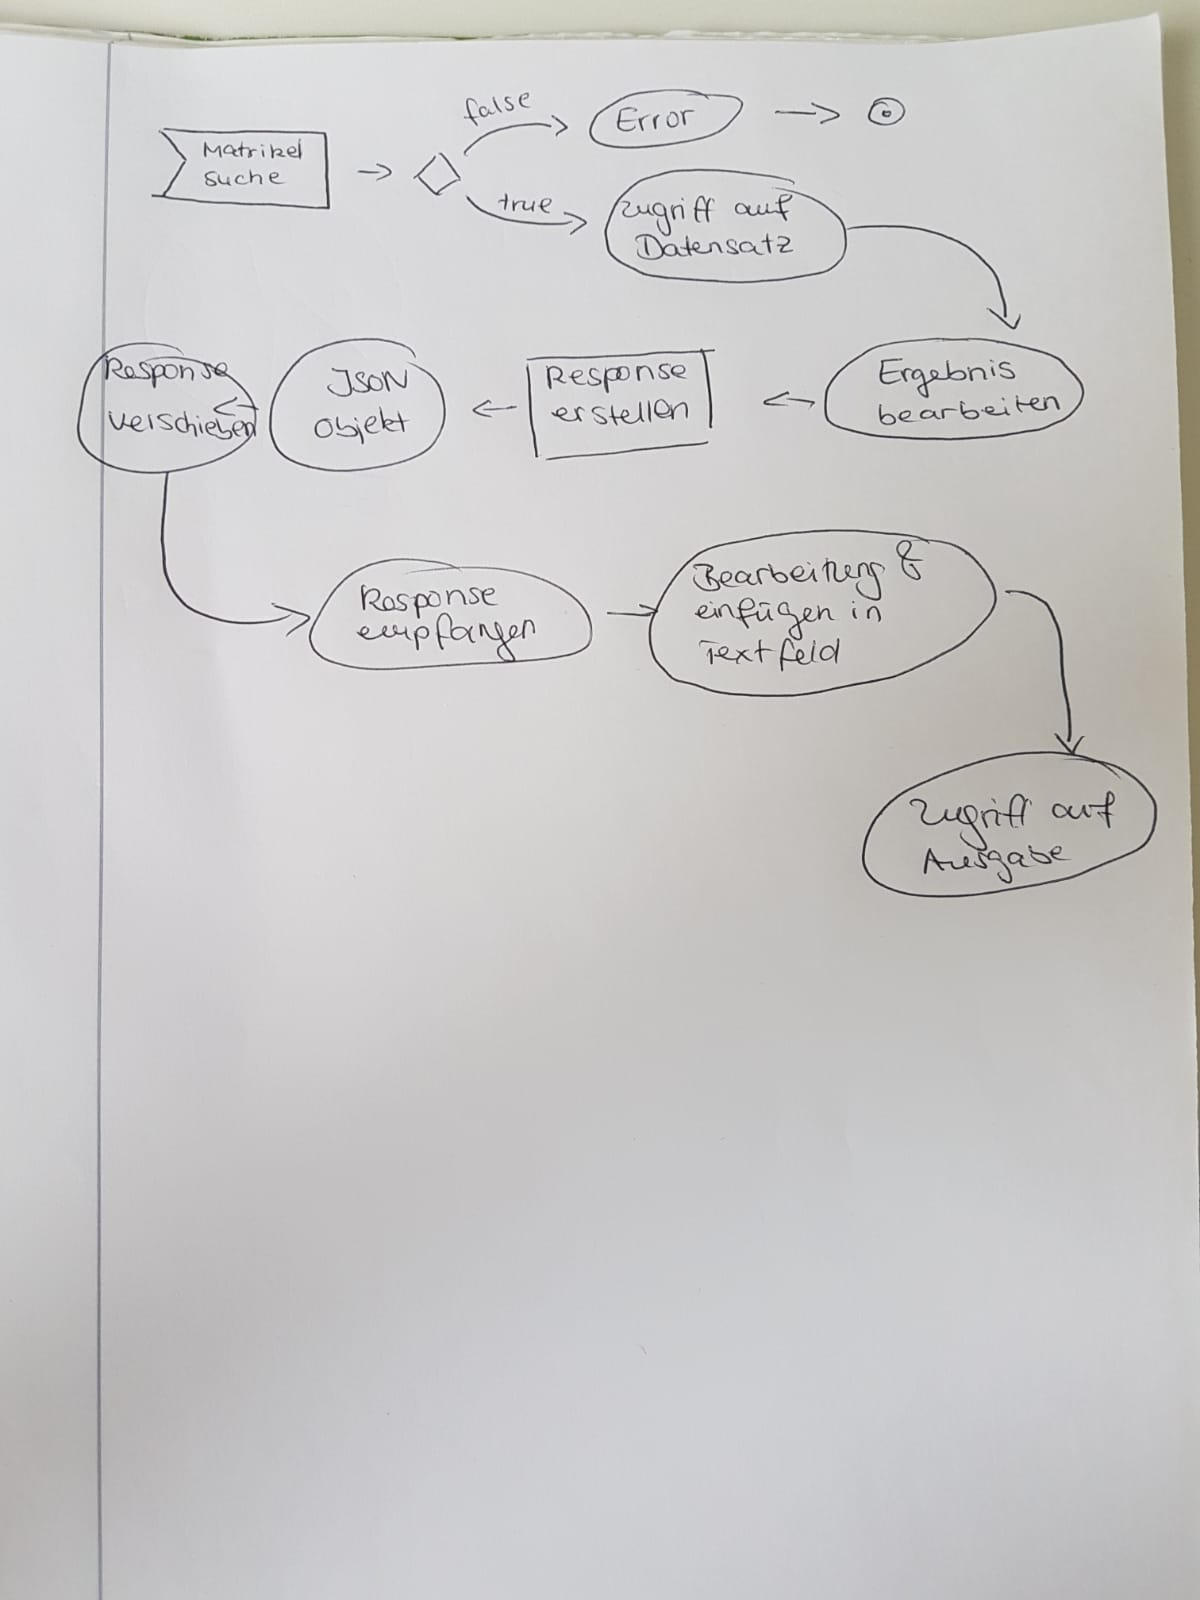 false
Error
Matrikel
suche
true
Zugriff auf
Datensatz
Ergebnis
bearbeiten
Response
erstellen
JSON
Objekt
Response
verschieben
Response
empfangen
Bearbeitung &
einfügen in
Textfeld
Zugriff auf
Ausgabe